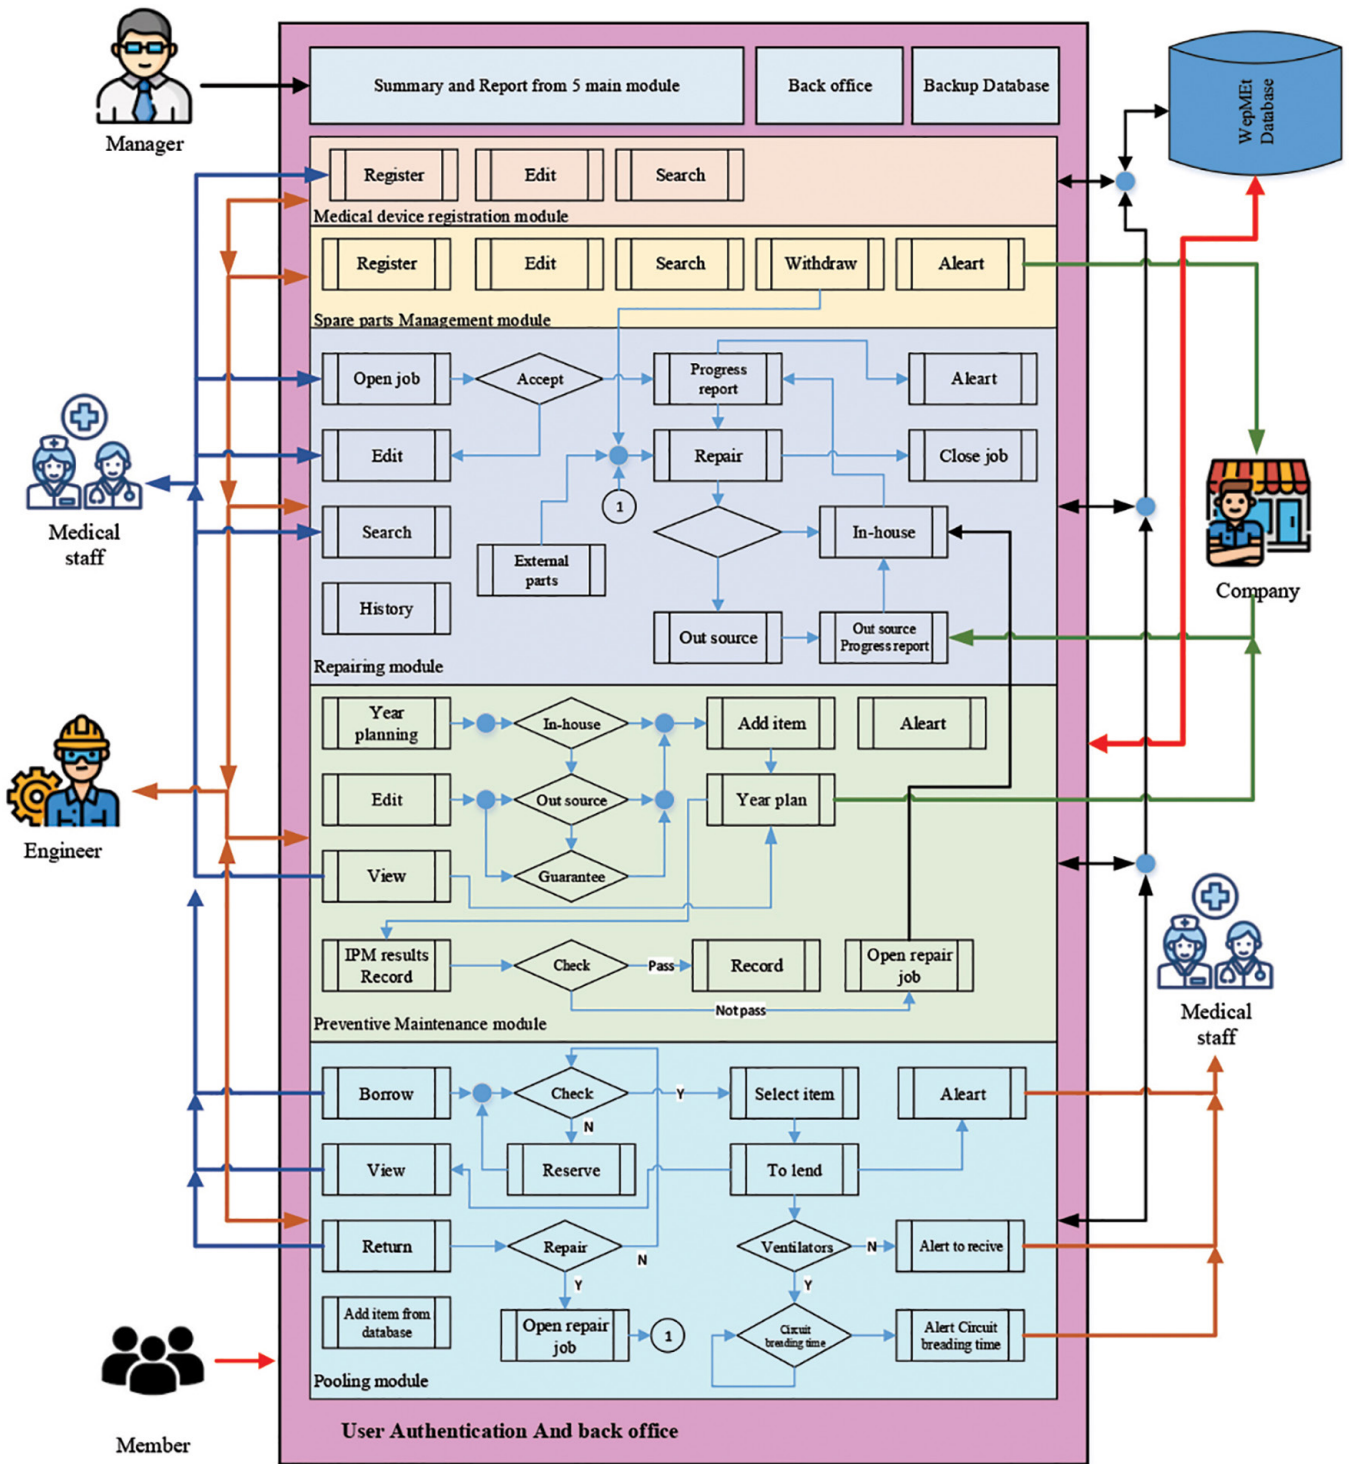 Manager
Summary and Report from 5 main module
Back office
Backup Database
WepMEt
Database
Register
Edit
Search
Medical device registration module
Register
Edit
Search
Withdraw
Aleart
Spare parts Management module
Open job
Accept
Progress
report
Aleart
Edit
Repair
Close job
1
Search
In-house
External
parts
History
Out source
Out source
Progress report
Repairing module
Medical
staff
Company
Year
planning
In-house
Add item
Aleart
Edit
Out source
Year plan
View
Guarantee
IPM results
Record
Check
Pass
Record
Open repair
job
Not pass
Preventive Maintenance module
Engineer
Medical
staff
Borrow
Check
Y
Select item
Aleart
N
View
Reserve
To lend
Return
Repair
N
Ventilators
N
Alert to recive
Y
Y
Add item from
database
Open repair
job
1
Circuit
breading time
Alert Circuit
breading time
Pooling module
Member
User Authentication And back office